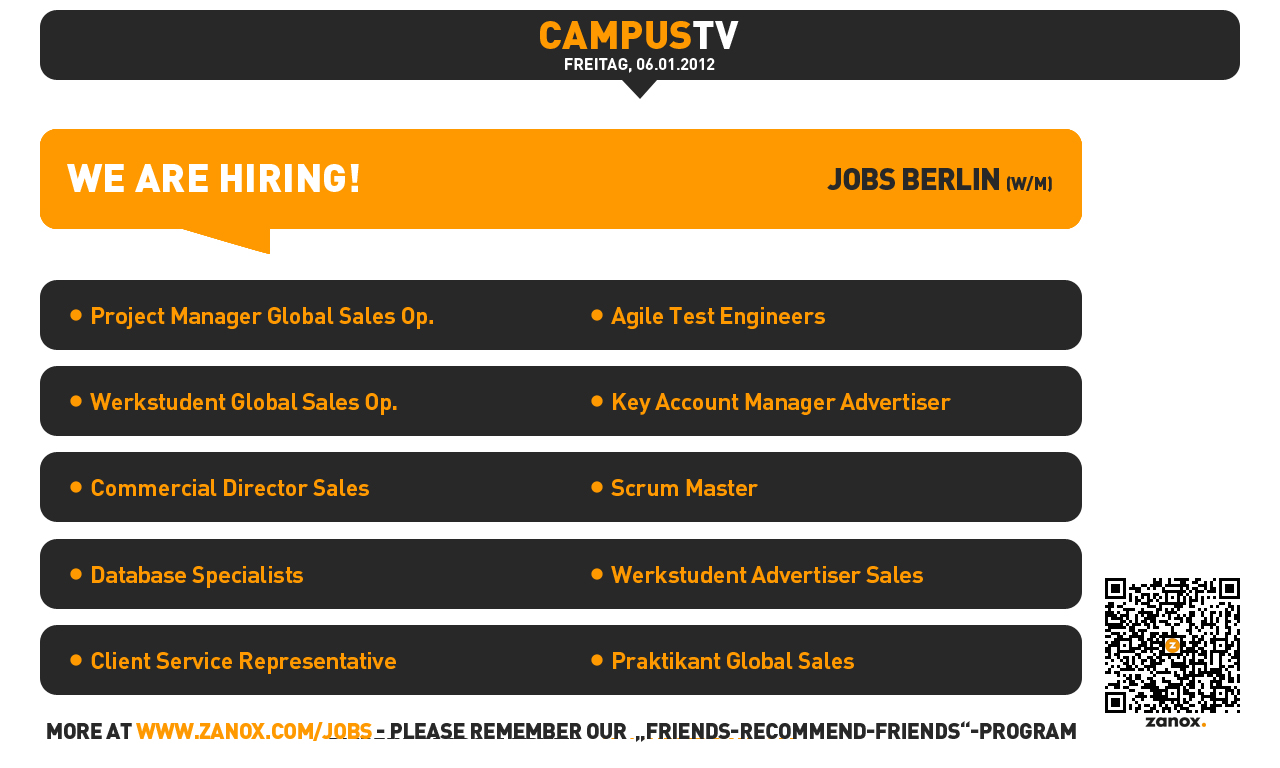 CAMPUSTV
FREITAG, 06.01.2012
WE ARE HIRING!
JOBS BERLIN (W/M)
• Project Manager Global Sales Op.
• Agile Test Engineers
• Werkstudent Global Sales Op.
• Key Account Manager Advertiser
• Commercial Director Sales
• Scrum Master
• Database Specialists
• Werkstudent Advertiser Sales
• Client Service Representative
• Praktikant Global Sales
MORE AT WWW.ZANOX.COM/JOBS - PLEASE REMEMBER OUR „FRIENDS-RECOMMEND-FRIENDS“-PROGRAM
z
zanox.